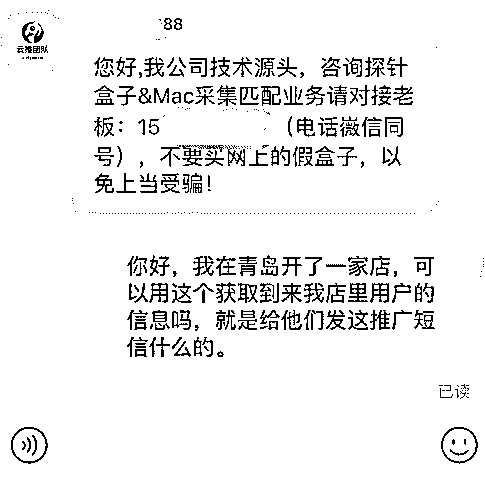 88
云推团队
您好,我公司技术源头，咨询探针
盒子&Mac采集匹配业务请对接老
板：15（电话微信同
号），不要买网上的假盒子，以
免上当受骗！
你好，我在青岛开了一家店，可
以用这个获取到来我店里用户的
信息吗，就是给他们发这推广短
信什么的。
已读